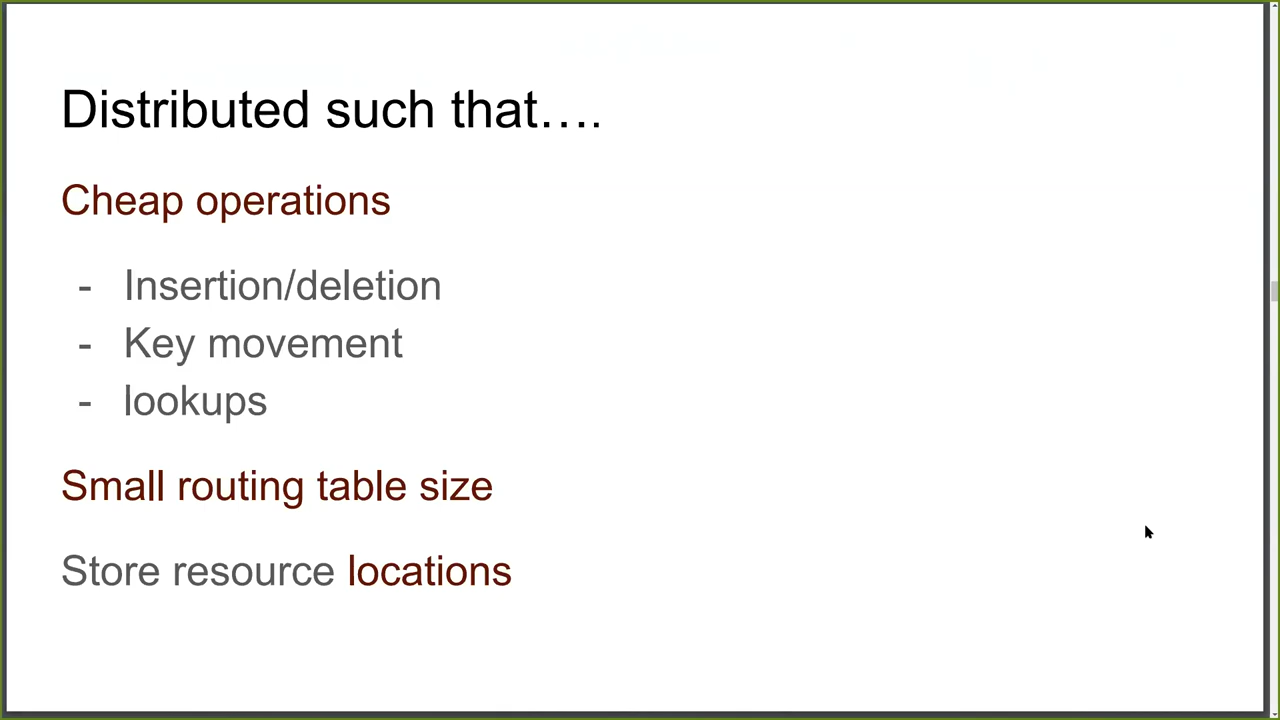 Distributed such that….
Cheap operations
- Insertion/deletion
- Key movement
- lookups
Small routing table size
Store resource locations